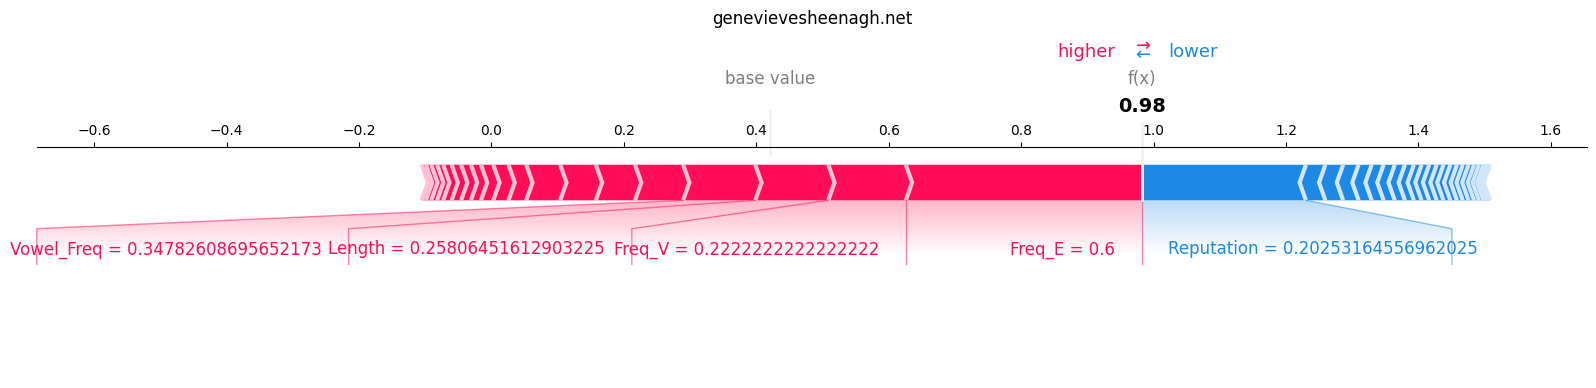 genevievesheenagh.net
higher ⇄ lower
base value f(x)
0.98
−0.6 −0.4 −0.2 0.0 0.2 0.4 0.6 0.8 1.0 1.2 1.4 1.6
Vowel_Freq = 0.34782608695652173 Length = 0.25806451612903225 Freq_V = 0.2222222222222222 Freq_E = 0.6 Reputation = 0.20253164556962025